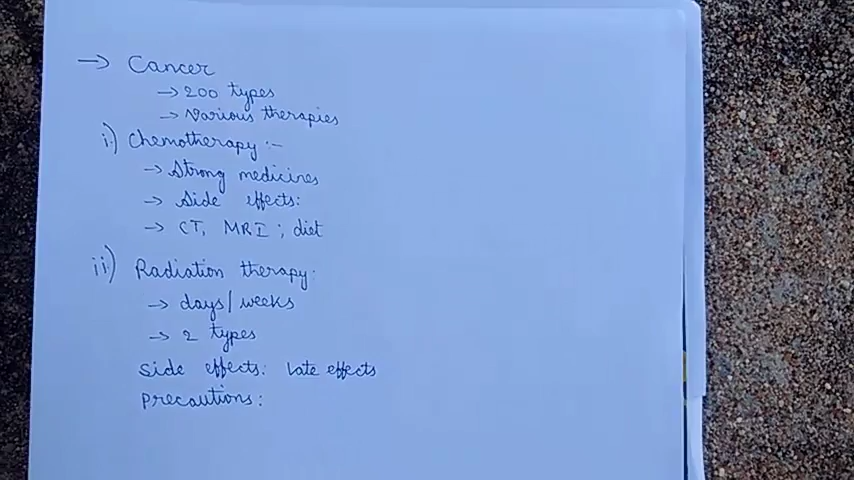 → Cancer
→ 200 types
→ Various therapies
i) Chemotherapy :-
→ Strong medicines
→ Side effects:
→ CT, MRI ; diet
ii) Radiation therapy:
→ days/weeks
→ 2 types
Side effects: Late effects
Precautions: